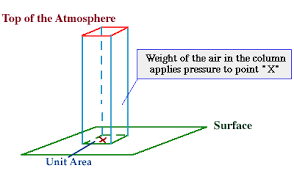 Top of the Atmosphere
Weight of the air in the column
applies pressure to point "X"
Surface
X
Unit Area